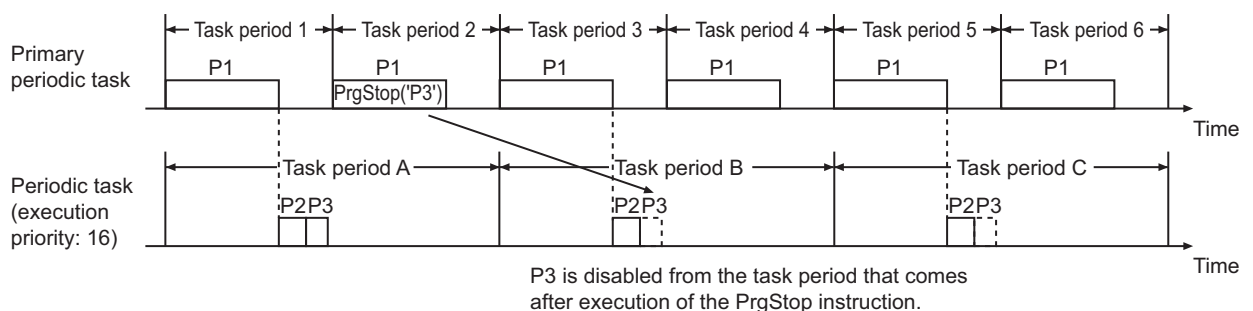 Task period 1 Task period 2 Task period 3 Task period 4 Task period 5 Task period 6
Primary
periodic task
P1 P1 P1 P1 P1 P1
PrgStop('P3')
Time
Task period A Task period B Task period C
Periodic task
(execution
priority: 16)
P2 P3 P2 P3 P2 P3
Time
P3 is disabled from the task period that comes
after execution of the PrgStop instruction.